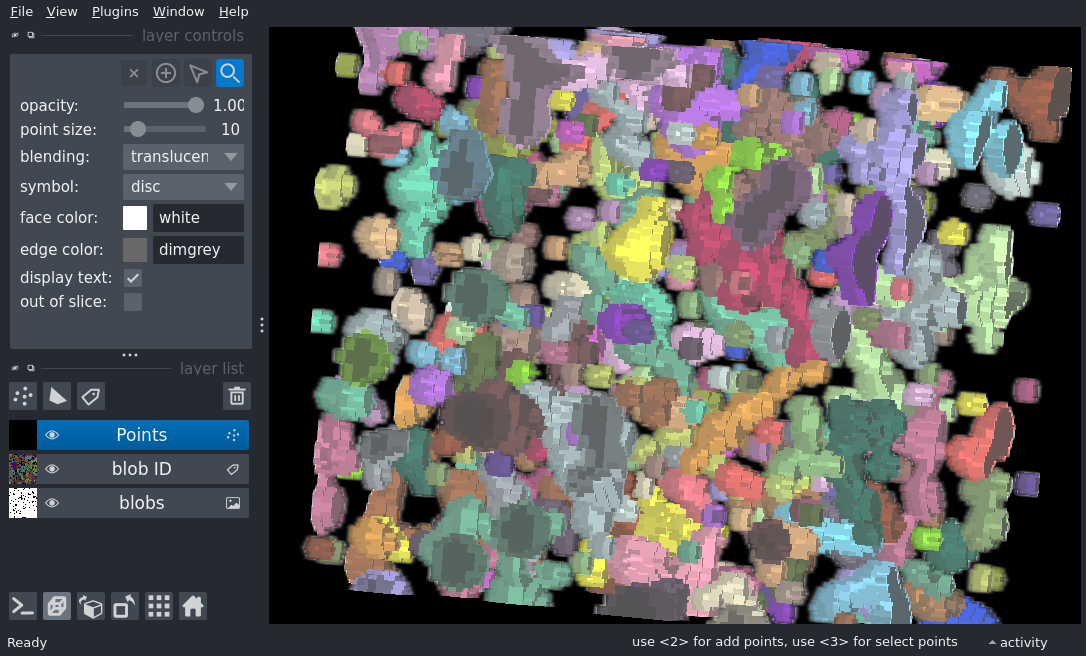 File View Plugins Window Help
layer controls
opacity: 1.00
point size: 10
blending: translucen
symbol: disc
face color: white
edge color: dimgrey
display text:
out of slice:
layer list
Points
blob ID
blobs
Ready use <2> for add points, use <3> for select points activity